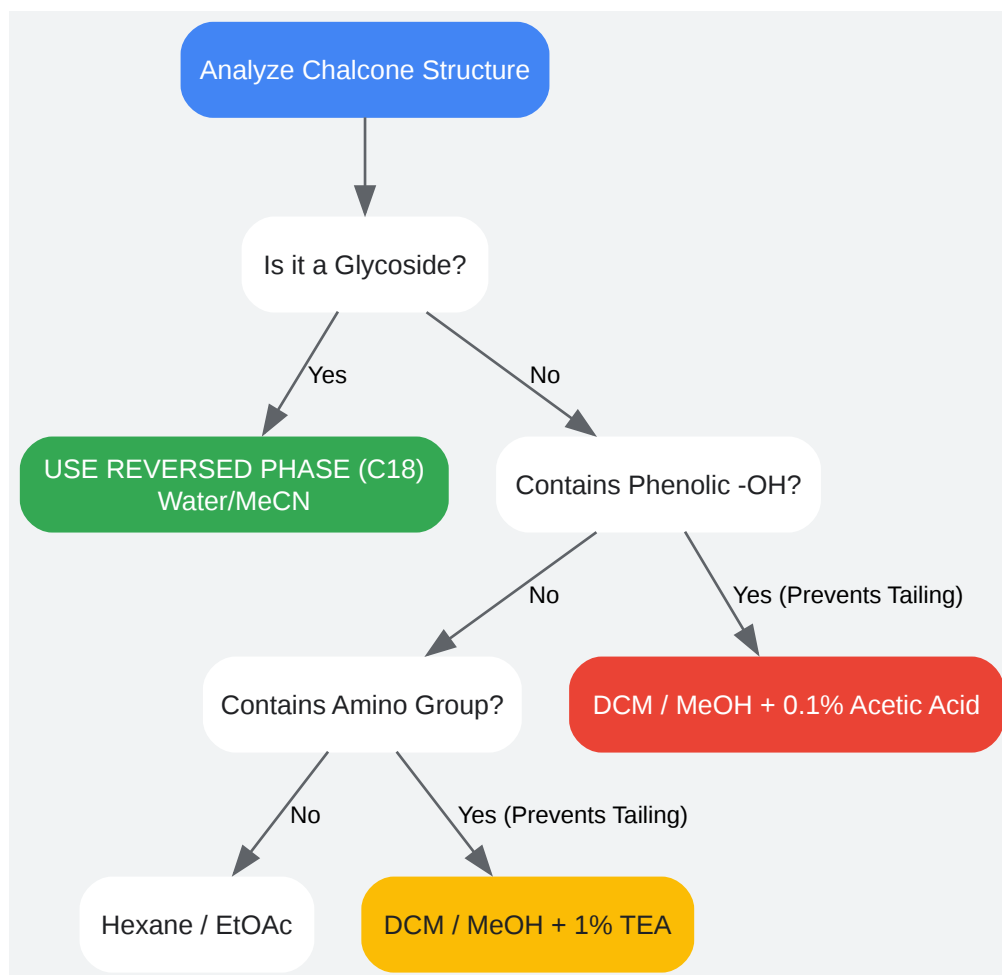 Analyze Chalcone Structure
Is it a Glycoside?
Yes
No
USE REVERSED PHASE (C18)
Water/MeCN
Contains Phenolic -OH?
No
Yes (Prevents Tailing)
Contains Amino Group?
DCM / MeOH + 0.1% Acetic Acid
No
Yes (Prevents Tailing)
Hexane / EtOAc
DCM / MeOH + 1% TEA